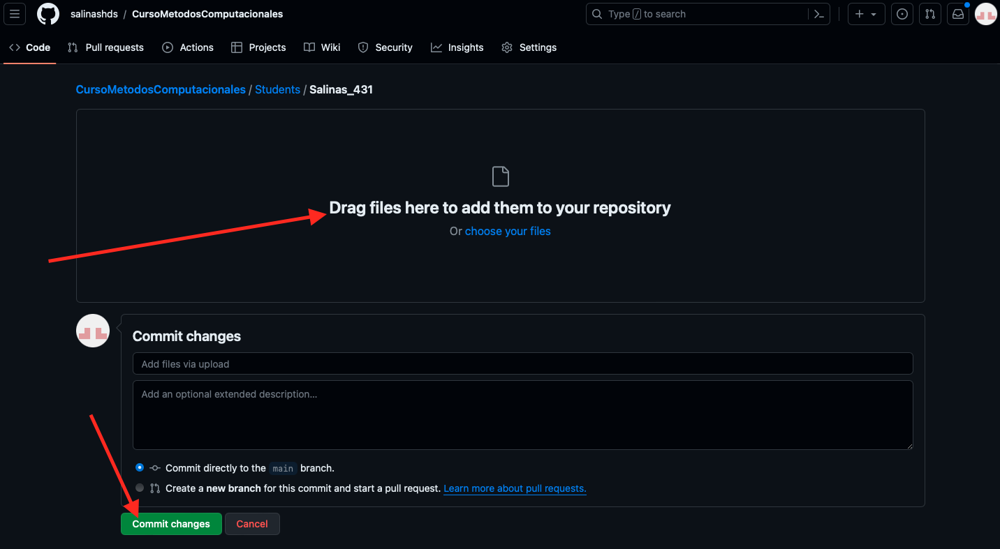 salinashds / CursoMetodosComputacionales
Type / to search
Code
Pull requests
Actions
Projects
Wiki
Security
Insights
Settings
CursoMetodosComputacionales / Students / Salinas_431
Drag files here to add them to your repository
Or choose your files
Commit changes
Add files via upload
Add an optional extended description...
Commit directly to the main branch.
Create a new branch for this commit and start a pull request. Learn more about pull requests.
Commit changes
Cancel